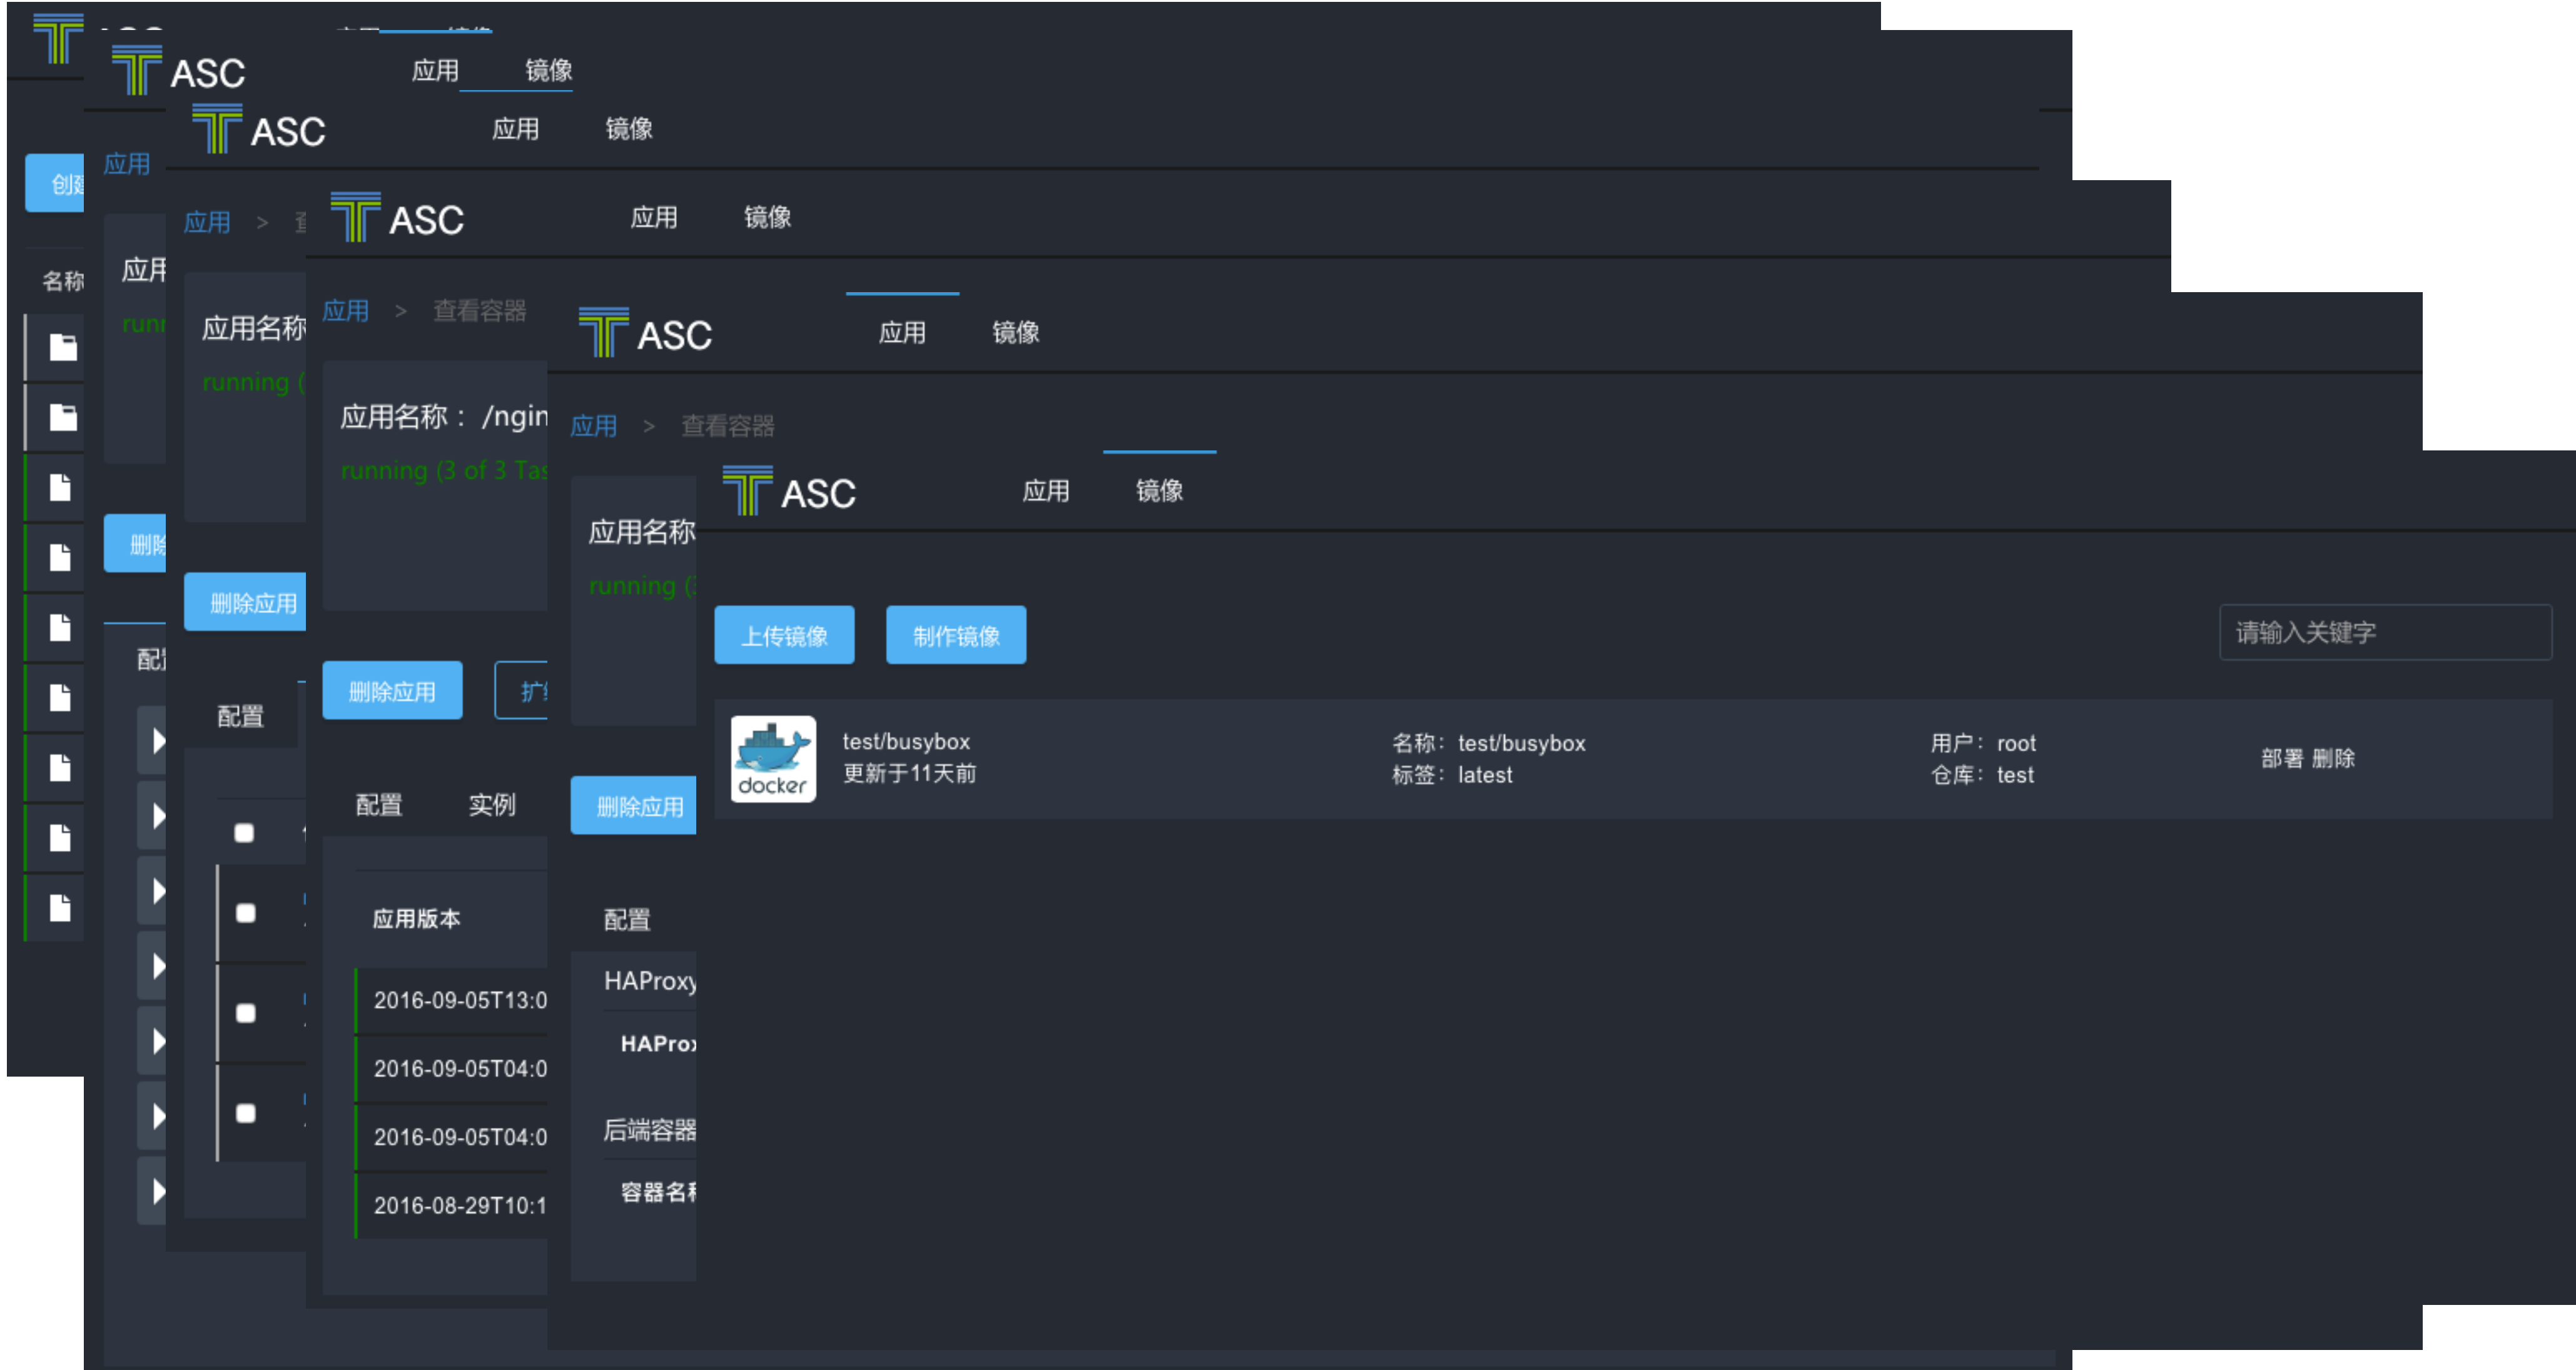 ASC 应用 镜像
ASC 应用 镜像
应用
ASC 应用 镜像
应用 >
名称
应用名称
running (
应用 > 查看容器
ASC 应用 镜像
应用名称 : /ngin
running (3 of 3 Tas
应用 > 查看容器
ASC 应用 镜像
应用名称
running (
上传镜像 制作镜像 请输入关键字
删除应用
删除应用
删除应用
配置
配置 实例
配置
docker
test/busybox
更新于11天前
名称: test/busybox
标签: latest
用户: root
仓库: test
部署 删除
应用版本
2016-09-05T13:0
2016-09-05T04:0
2016-09-05T04:0
2016-08-29T10:1
HAProxy
HAProx
后端容器
容器名称